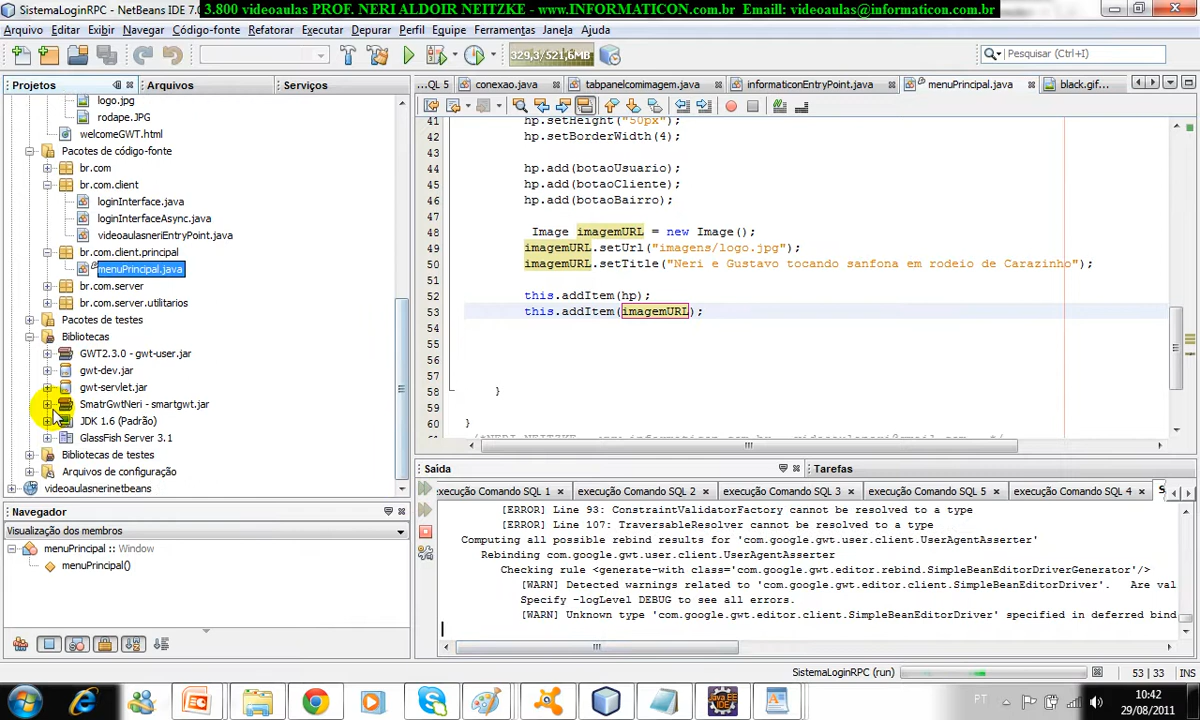 SistemaLoginRPC - NetBeans IDE 7.0
3.800 videoaulas PROF. NERI ALDOIR NEITZKE - www.INFORMATICON.com.br Emaill: videoaulas@informaticon.com.br
Arquivo Editar Exibir Navegar Código-fonte Refatorar Executar Depurar Perfil Equipe Ferramentas Janela Ajuda
329,3/521,6MB
Pesquisar (Ctrl+I)
Projetos Arquivos Serviços
QL 5 conexao.java tabpanelcomimagem.java informaticonEntryPoint.java menuPrincipal.java black.gif...
logo.jpg
rodape.JPG
welcomeGWT.html
Pacotes de código-fonte
br.com
br.com.client
loginInterface.java
loginInterfaceAsync.java
videoaulasneriEntryPoint.java
br.com.client.principal
menuPrincipal.java
br.com.server
br.com.server.utilitarios
Pacotes de testes
Bibliotecas
GWT2.3.0 - gwt-user.jar
gwt-dev.jar
gwt-servlet.jar
SmatrGwtNeri - smartgwt.jar
JDK 1.6 (Padrão)
GlassFish Server 3.1
Bibliotecas de testes
Arquivos de configuração
videoaulasnerinetbeans
41 hp.setHeight("50px");
42 hp.setBorderWidth(4);
43
44 hp.add(botaoUsuario);
45 hp.add(botaoCliente);
46 hp.add(botaoBairro);
47
48 Image imagemURL = new Image();
49 imagemURL.setUrl("imagens/logo.jpg");
50 imagemURL.setTitle("Neri e Gustavo tocando sanfona em rodeio de Carazinho");
51
52 this.addItem(hp);
53 this.addItem(imagemURL);
54
55
56
57
58 }
59
60 }
Navegador
Visualização dos membros
menuPrincipal :: Window
menuPrincipal()
Saída Tarefas
execução Comando SQL 1 execução Comando SQL 2 execução Comando SQL 3 execução Comando SQL 5 execução Comando SQL 4 S
[ERROR] Line 93: ConstraintValidatorFactory cannot be resolved to a type
[ERROR] Line 107: TraversableResolver cannot be resolved to a type
Computing all possible rebind results for 'com.google.gwt.user.client.UserAgentAsserter'
Rebinding com.google.gwt.user.client.UserAgentAsserter
Checking rule <generate-with class='com.google.gwt.editor.rebind.SimpleBeanEditorDriverGenerator'/>
[WARN] Detected warnings related to 'com.google.gwt.editor.client.SimpleBeanEditorDriver'. Are val
Specify -logLevel DEBUG to see all errors.
[WARN] Unknown type 'com.google.gwt.editor.client.SimpleBeanEditorDriver' specified in deferred bind
SistemaLoginRPC (run)
53 | 33 INS
PT
10:42
29/08/2011